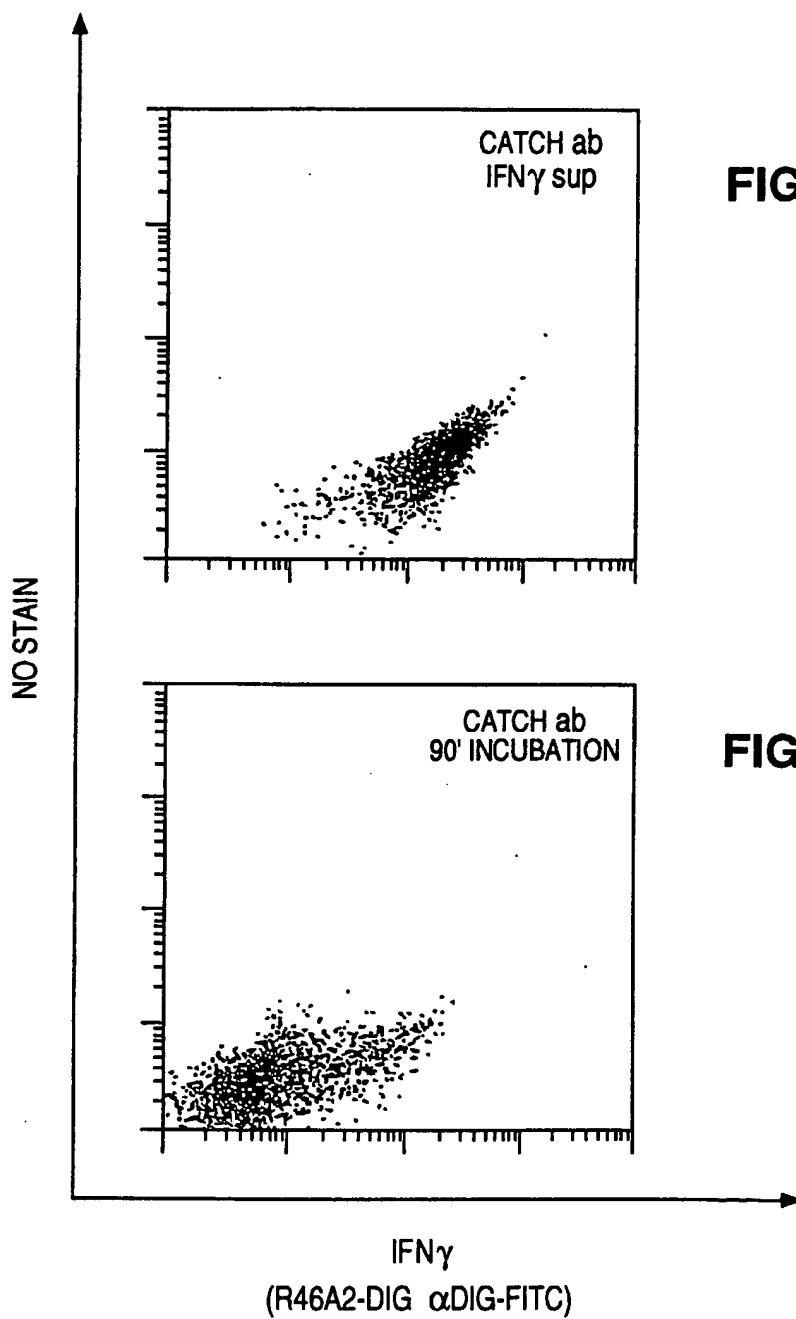 CATCH ab
IFNγ sup
FIG
NO STAIN
CATCH ab
90' INCUBATION
FIG
IFNγ
(R46A2-DIG αDIG-FITC)